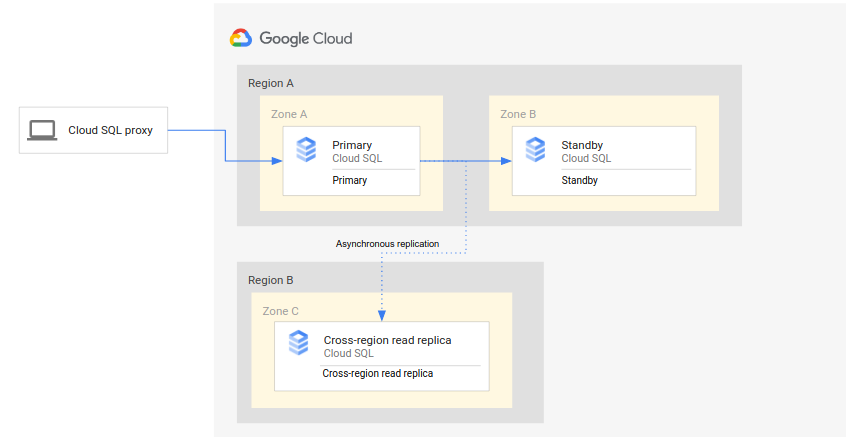 Google Cloud
Region A
Zone A
Zone B
Cloud SQL proxy
Primary
Cloud SQL
Primary
Standby
Cloud SQL
Standby
Asynchronous replication
Region B
Zone C
Cross-region read replica
Cloud SQL
Cross-region read replica